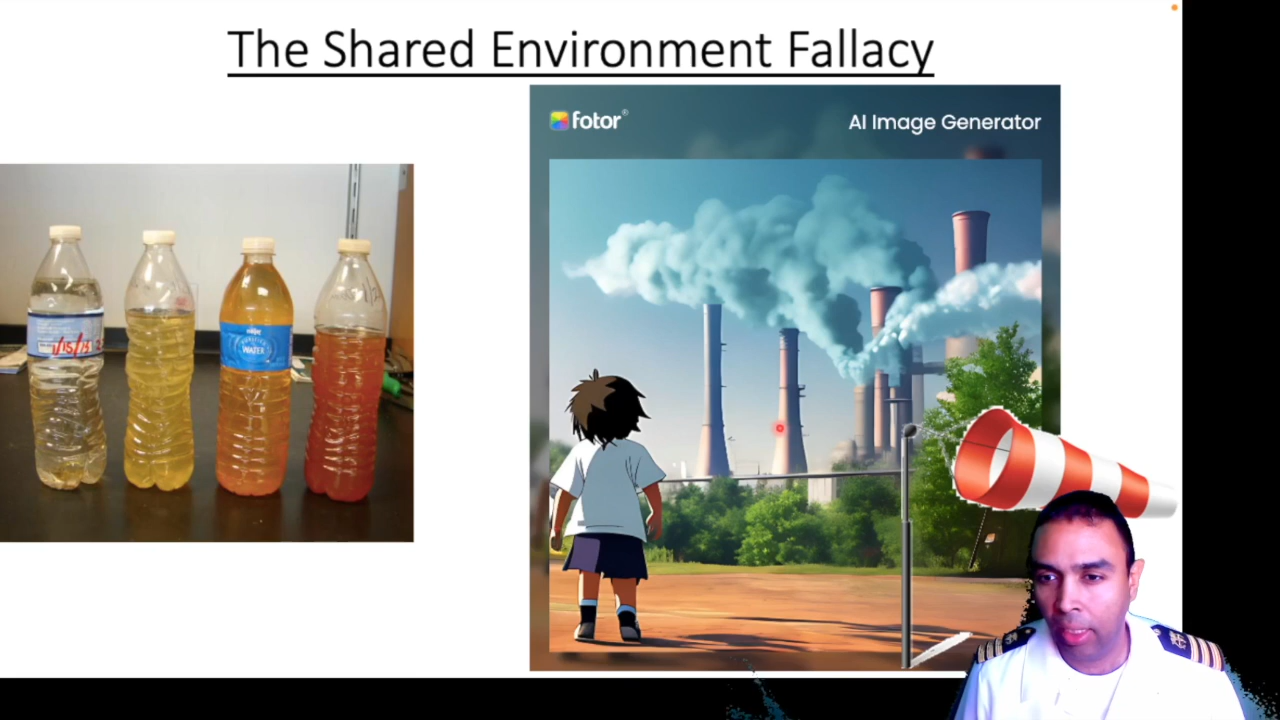 The Shared Environment Fallacy
fotor®
AI Image Generator
WATER